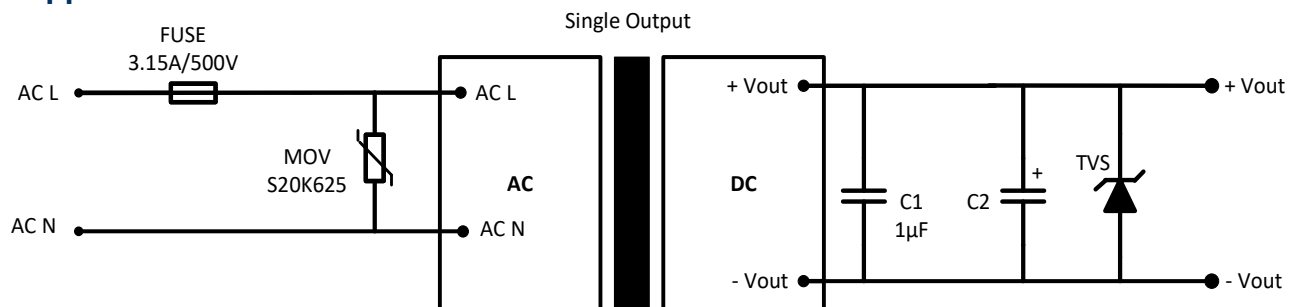 Single Output
FUSE
3.15A/500V
AC L
AC L
+ Vout
+ Vout
MOV
S20K625
AC
DC
C1
1µF
C2
+
TVS
AC N
AC N
- Vout
- Vout